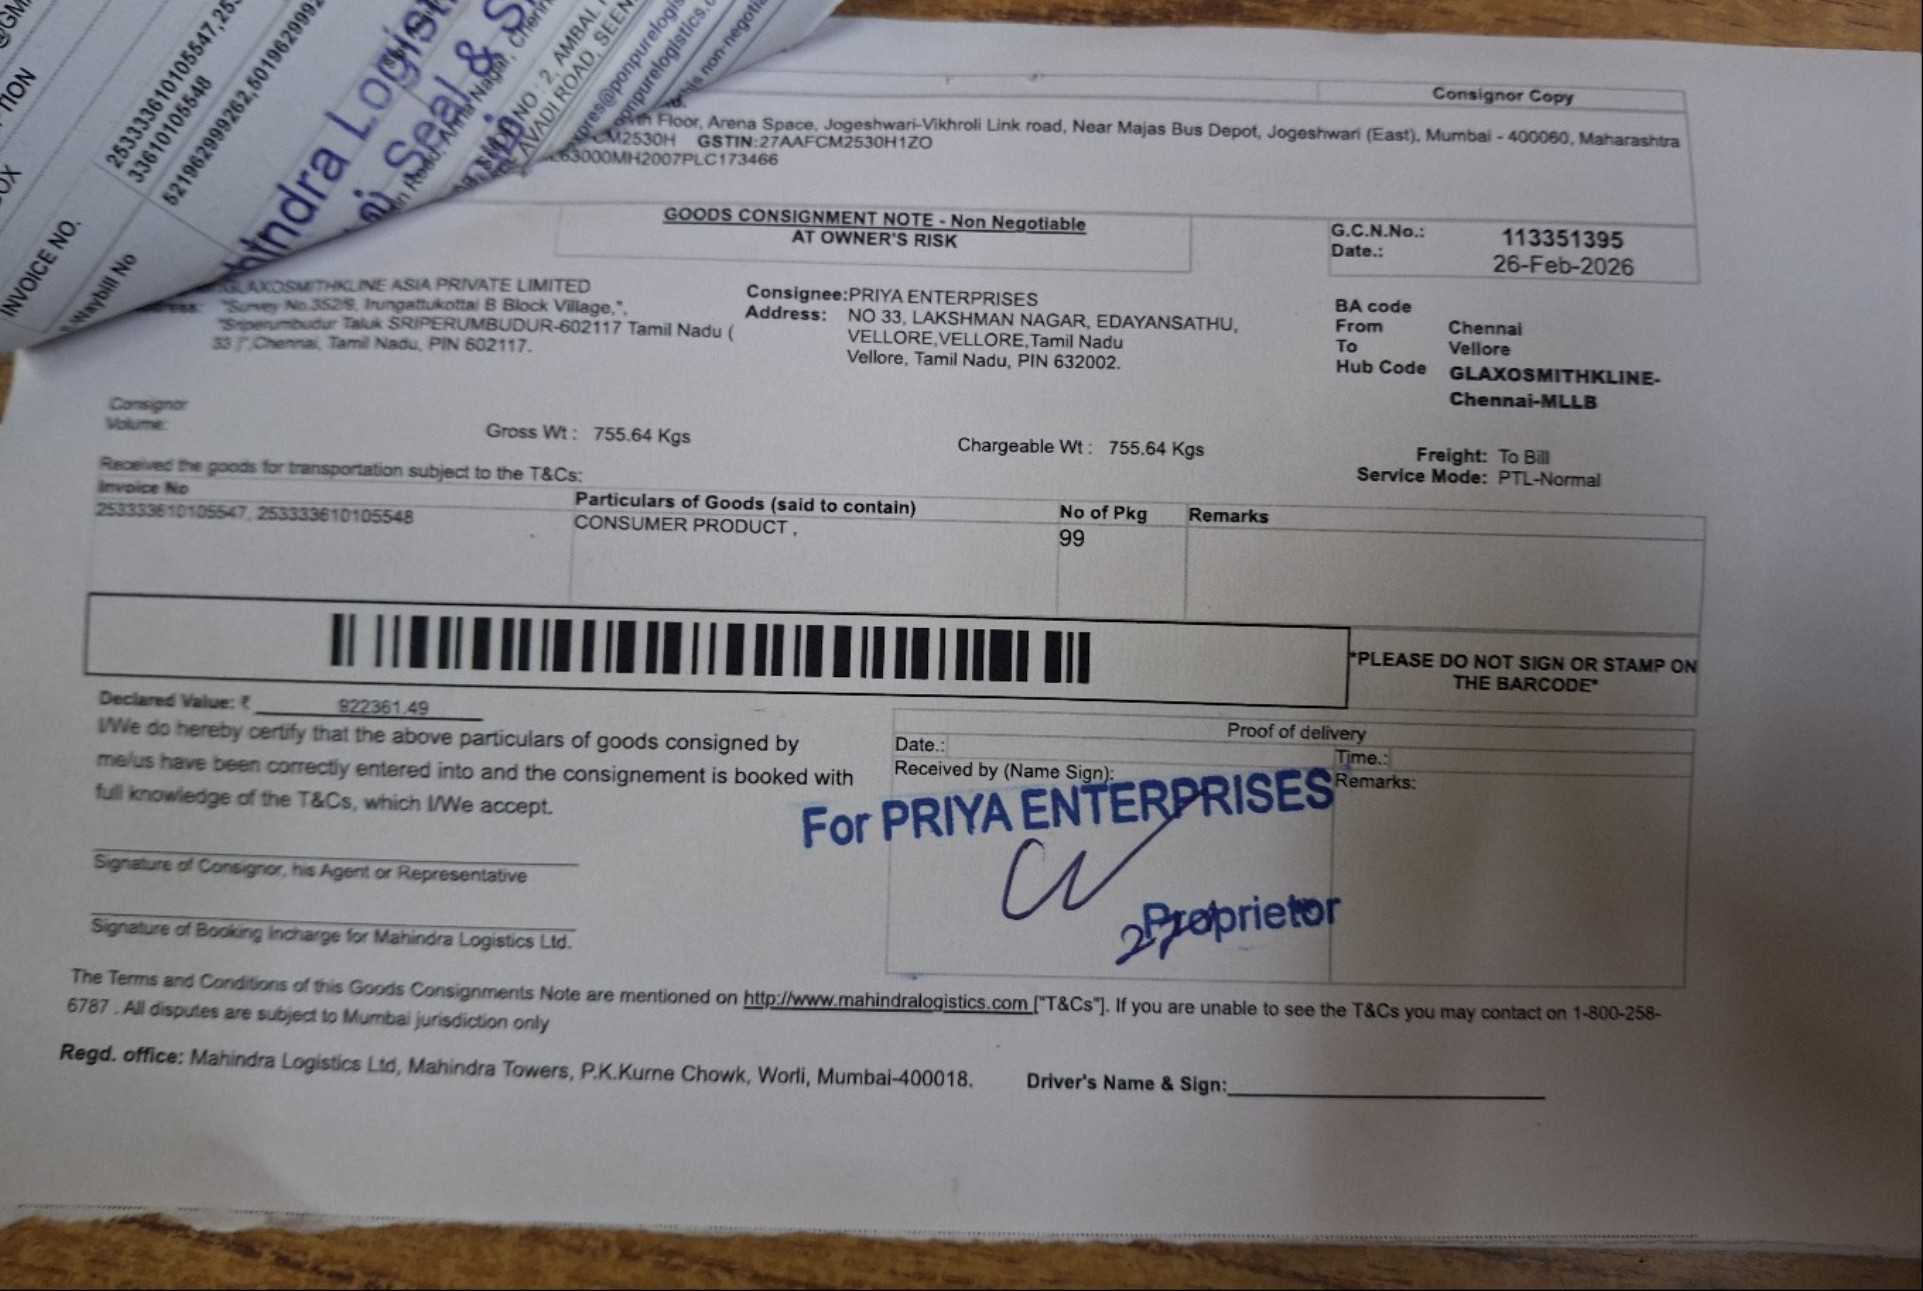 INVOICE NO.
253333610105547,25
33610105548
Waybill No
521962999262,501962999
Seal &
NO : 2, AMBAL
AVADI ROAD, SEEN
Consignor Copy
Floor, Arena Space, Jogeshwari-Vikhroli Link road, Near Majas Bus Depot, Jogeshwari (East), Mumbai - 400060, Maharashtra
CM2530H GSTIN:27AAFCM2530H1ZO
63000MH2007PLC173466
GOODS CONSIGNMENT NOTE - Non Negotiable
AT OWNER'S RISK
G.C.N.No.: 113351395
Date.: 26-Feb-2026
GLAXOSMITHKLINE ASIA PRIVATE LIMITED
"Survey No.352/9, Irungattukottai B Block Village,",
"Sriperumbudur Taluk SRIPERUMBUDUR-602117 Tamil Nadu (
33 )",Chennai, Tamil Nadu, PIN 602117.
Consignee:PRIYA ENTERPRISES
Address: NO 33, LAKSHMAN NAGAR, EDAYANSATHU,
VELLORE,VELLORE,Tamil Nadu
Vellore, Tamil Nadu, PIN 632002.
BA code
From Chennai
To Vellore
Hub Code GLAXOSMITHKLINE-
Chennai-MLLB
Consignor
Volume:
Gross Wt : 755.64 Kgs
Chargeable Wt : 755.64 Kgs
Freight: To Bill
Service Mode: PTL-Normal
Received the goods for transportation subject to the T&Cs:
Invoice No Particulars of Goods (said to contain) No of Pkg Remarks
253333610105547, 253333610105548 CONSUMER PRODUCT , 99
*PLEASE DO NOT SIGN OR STAMP ON
THE BARCODE*
Declared Value: ₹ 922361.49
I/We do hereby certify that the above particulars of goods consigned by
me/us have been correctly entered into and the consignement is booked with
full knowledge of the T&Cs, which I/We accept.
Proof of delivery
Date.: Time.:
Received by (Name Sign): Remarks:
For PRIYA ENTERPRISES
Proprietor
Signature of Consignor, his Agent or Representative
Signature of Booking Incharge for Mahindra Logistics Ltd.
The Terms and Conditions of this Goods Consignments Note are mentioned on http://www.mahindralogistics.com ["T&Cs"]. If you are unable to see the T&Cs you may contact on 1-800-258-
6787 . All disputes are subject to Mumbai jurisdiction only
Regd. office: Mahindra Logistics Ltd, Mahindra Towers, P.K.Kurne Chowk, Worli, Mumbai-400018. Driver's Name & Sign: